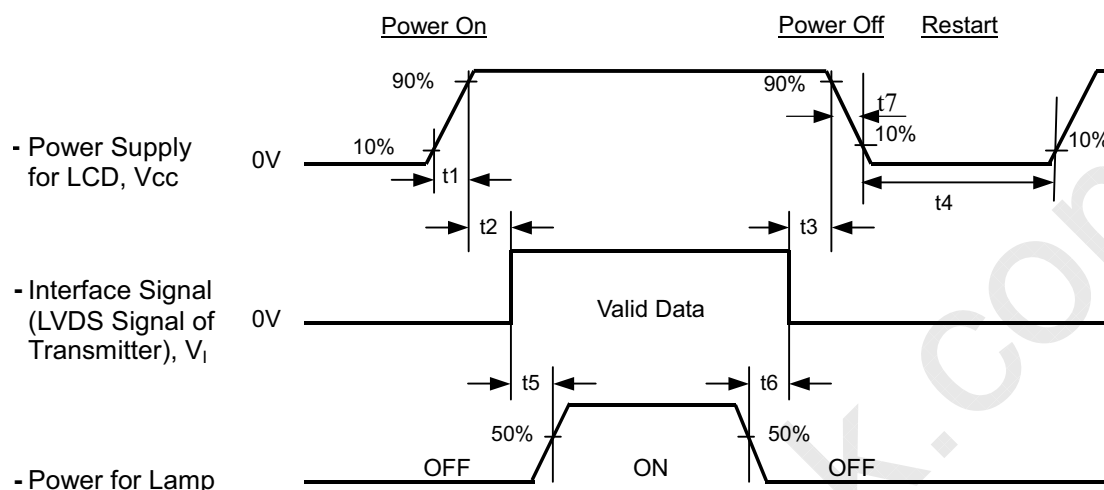 Power On
Power Off Restart
90%
90%
t7
10%
10%
10%
- Power Supply
for LCD, Vcc
0V
t1
t4
t2
t3
- Interface Signal
(LVDS Signal of
Transmitter), VI
0V
Valid Data
t5
t6
50%
50%
- Power for Lamp
OFF
ON
OFF
k.com